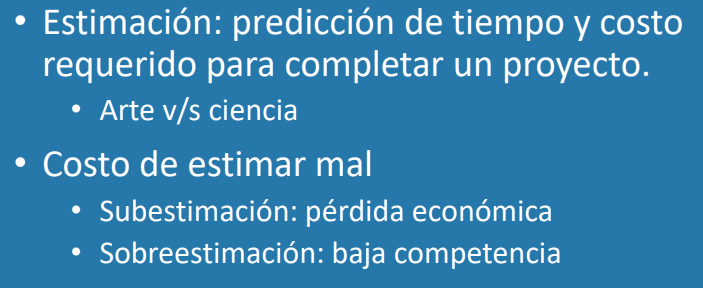 • Estimación: predicción de tiempo y costo
requerido para completar un proyecto.
• Arte v/s ciencia
• Costo de estimar mal
• Subestimación: pérdida económica
• Sobreestimación: baja competencia